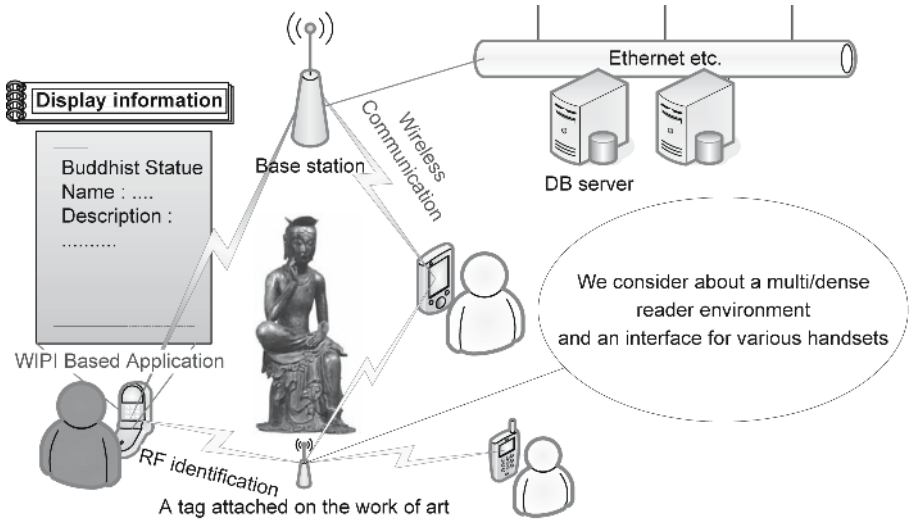 Ethernet etc.
Display information
Base station
Wireless
Communication
DB server
Buddhist Statue
Name : ....
Description :
..........
We consider about a multi/dense
reader environment
and an interface for various handsets
WIPI Based Application
RF identification
A tag attached on the work of art